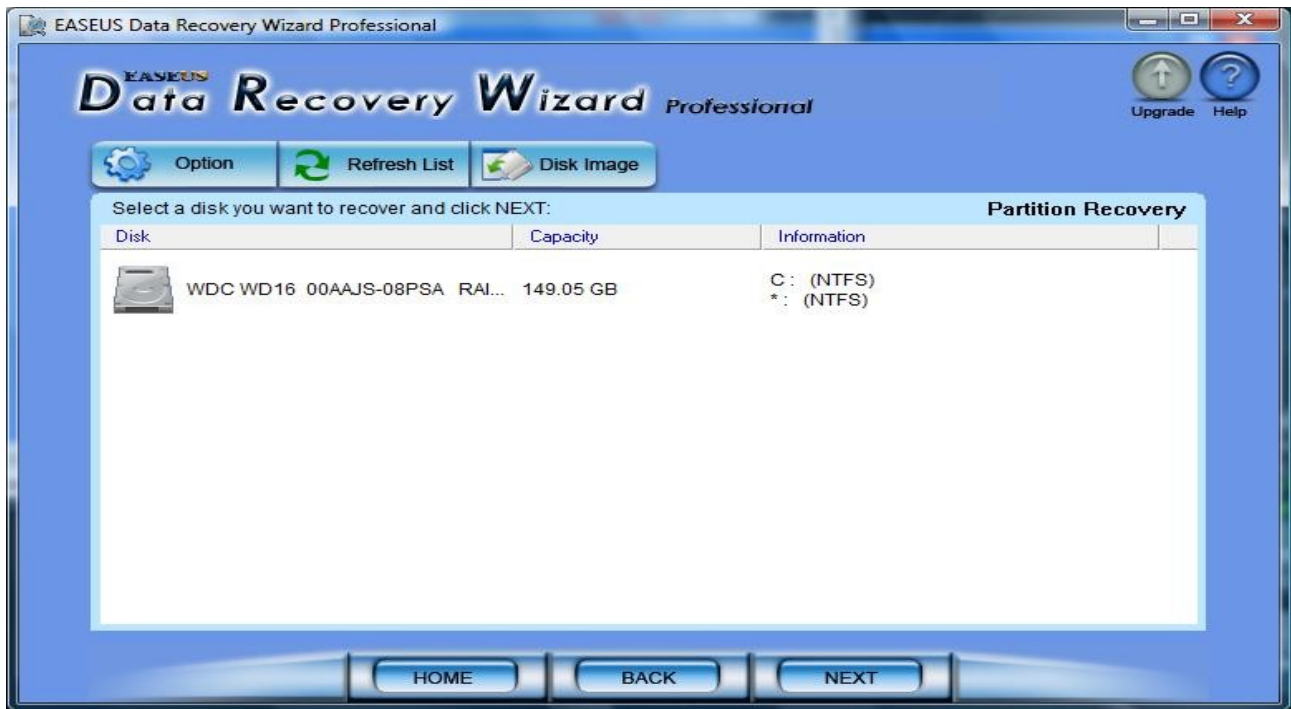 EASEUS Data Recovery Wizard Professional
EASEUS
Data Recovery Wizard Professional
Upgrade Help
Option Refresh List Disk Image
Select a disk you want to recover and click NEXT: Partition Recovery
Disk Capacity Information
WDC WD16 00AAJS-08PSA RAI... 149.05 GB C: (NTFS)
*: (NTFS)
HOME BACK NEXT